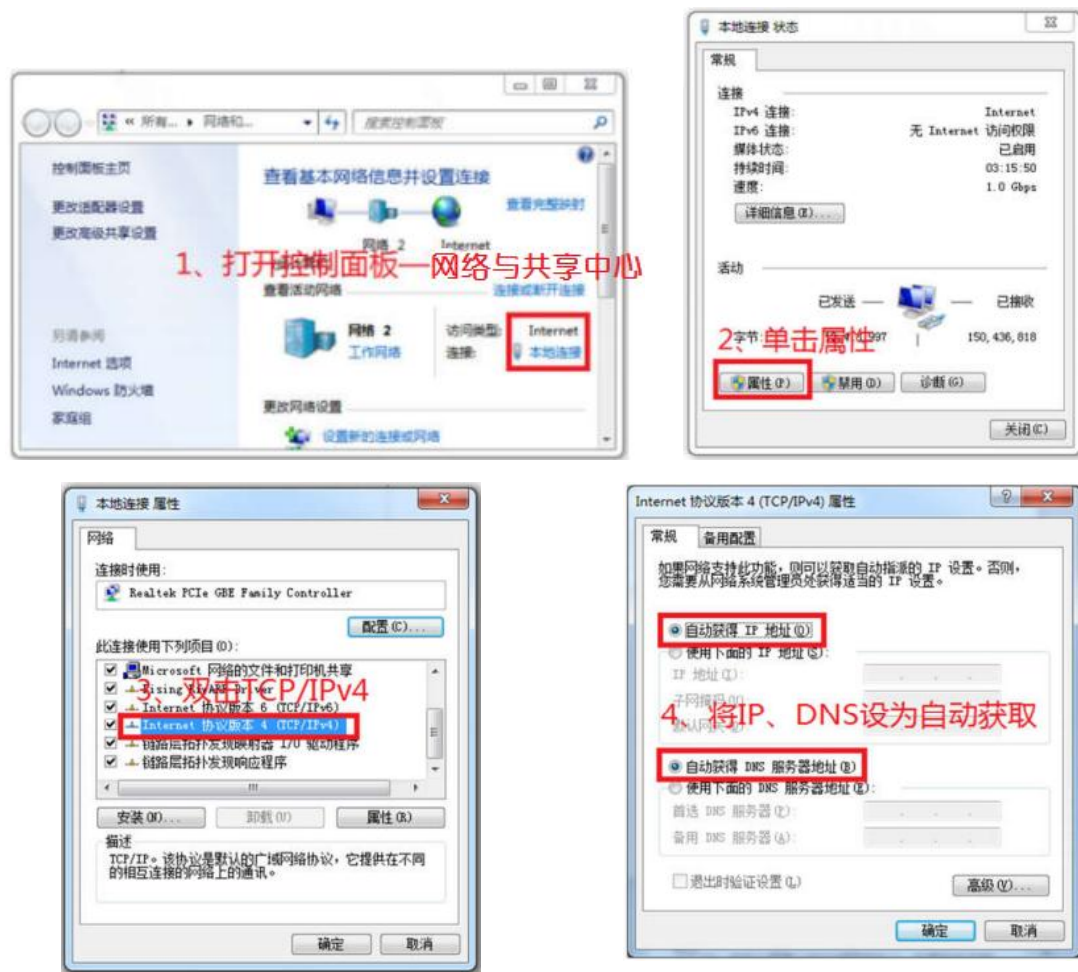 « 所有... ▸ 网络和...
搜索控制面板
控制面板主页
更改适配器设置
更改高级共享设置
另请参阅
Internet 选项
Windows 防火墙
家庭组
查看基本网络信息并设置连接
查看完整映射
网络 2
Internet
1、打开控制面板—网络与共享中心
查看活动网络
连接或断开连接
网络 2
工作网络
访问类型:
Internet
连接:
本地连接
更改网络设置
设置新的连接或网络
本地连接 状态
常规
连接
IPv4 连接: Internet
IPv6 连接: 无 Internet 访问权限
媒体状态: 已启用
持续时间: 03:15:50
速度: 1.0 Gbps
详细信息(E)...
活动
已发送 — — 已接收
字节:
997
150,436,818
2、单击属性
属性(P)
禁用(D)
诊断(G)
关闭(C)
本地连接 属性
网络
连接时使用:
Realtek PCIe GBE Family Controller
配置(C)...
此连接使用下列项目(O):
Microsoft 网络的文件和打印机共享
Driver
3、双击TCP/IPv4
Internet 协议版本 6 (TCP/IPv6)
Internet 协议版本 4 (TCP/IPv4)
链路层拓扑发现映射器 I/O 驱动程序
链路层拓扑发现响应程序
安装(N)...
卸载(U)
属性(R)
描述
TCP/IP。该协议是默认的广域网络协议，它提供在不同
的相互连接的网络上的通讯。
确定
取消
Internet 协议版本 4 (TCP/IPv4) 属性
常规
备用配置
如果网络支持此功能，则可以获取自动指派的 IP 设置。否则，
您需要从网络系统管理员处获得适当的 IP 设置。
自动获得 IP 地址(O)
使用下面的 IP 地址(S):
IP 地址(I):
子网掩码(U):
默认网关(D):
4、将IP、DNS设为自动获取
自动获得 DNS 服务器地址(B)
使用下面的 DNS 服务器地址(E):
首选 DNS 服务器(P):
备用 DNS 服务器(A):
退出时验证设置(L)
高级(V)...
确定
取消